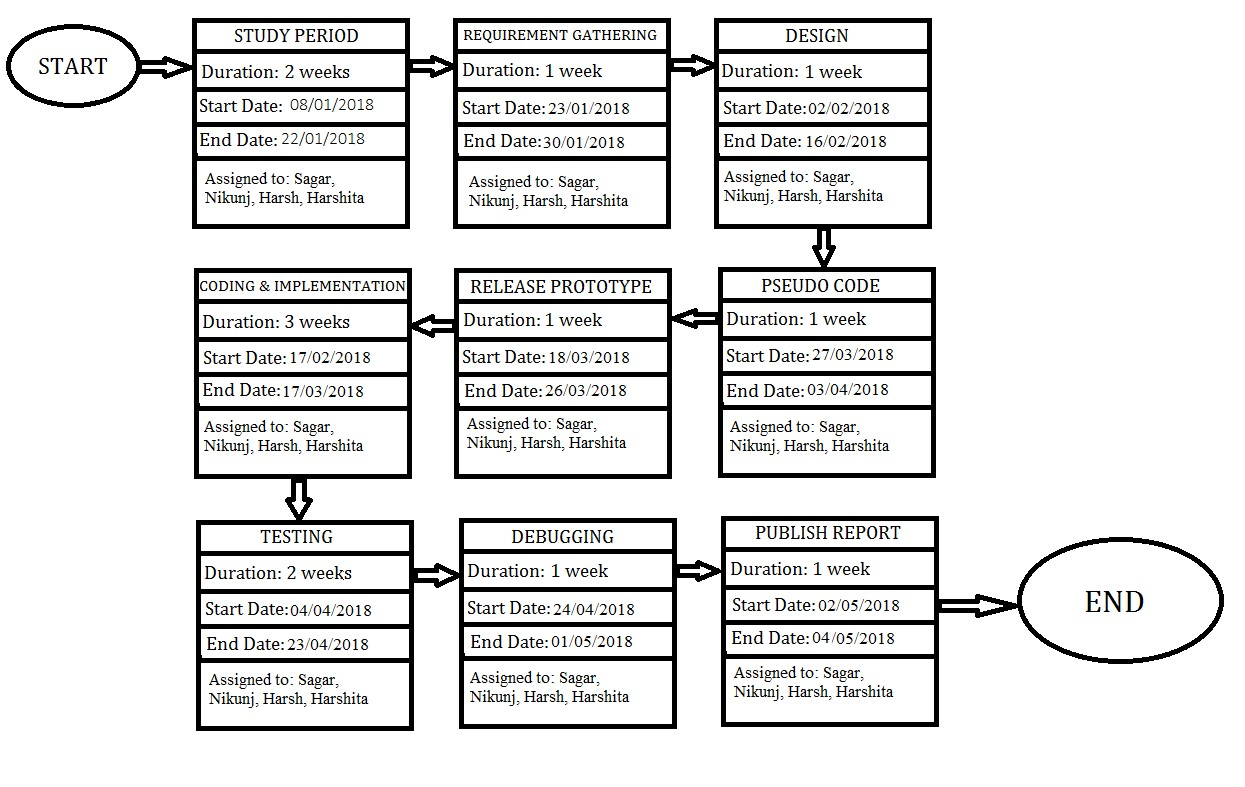 START
STUDY PERIOD
Duration: 2 weeks
Start Date: 08/01/2018
End Date: 22/01/2018
Assigned to: Sagar,
Nikunj, Harsh, Harshita
REQUIREMENT GATHERING
Duration: 1 week
Start Date: 23/01/2018
End Date: 30/01/2018
Assigned to: Sagar,
Nikunj, Harsh, Harshita
DESIGN
Duration: 1 week
Start Date: 02/02/2018
End Date: 16/02/2018
Assigned to: Sagar,
Nikunj, Harsh, Harshita
PSEUDO CODE
Duration: 1 week
Start Date: 27/03/2018
End Date: 03/04/2018
Assigned to: Sagar,
Nikunj, Harsh, Harshita
RELEASE PROTOTYPE
Duration: 1 week
Start Date: 18/03/2018
End Date: 26/03/2018
Assigned to: Sagar,
Nikunj, Harsh, Harshita
CODING & IMPLEMENTATION
Duration: 3 weeks
Start Date: 17/02/2018
End Date: 17/03/2018
Assigned to: Sagar,
Nikunj, Harsh, Harshita
TESTING
Duration: 2 weeks
Start Date: 04/04/2018
End Date: 23/04/2018
Assigned to: Sagar,
Nikunj, Harsh, Harshita
DEBUGGING
Duration: 1 week
Start Date: 24/04/2018
End Date: 01/05/2018
Assigned to: Sagar,
Nikunj, Harsh, Harshita
PUBLISH REPORT
Duration: 1 week
Start Date: 02/05/2018
End Date: 04/05/2018
Assigned to: Sagar,
Nikunj, Harsh, Harshita
END